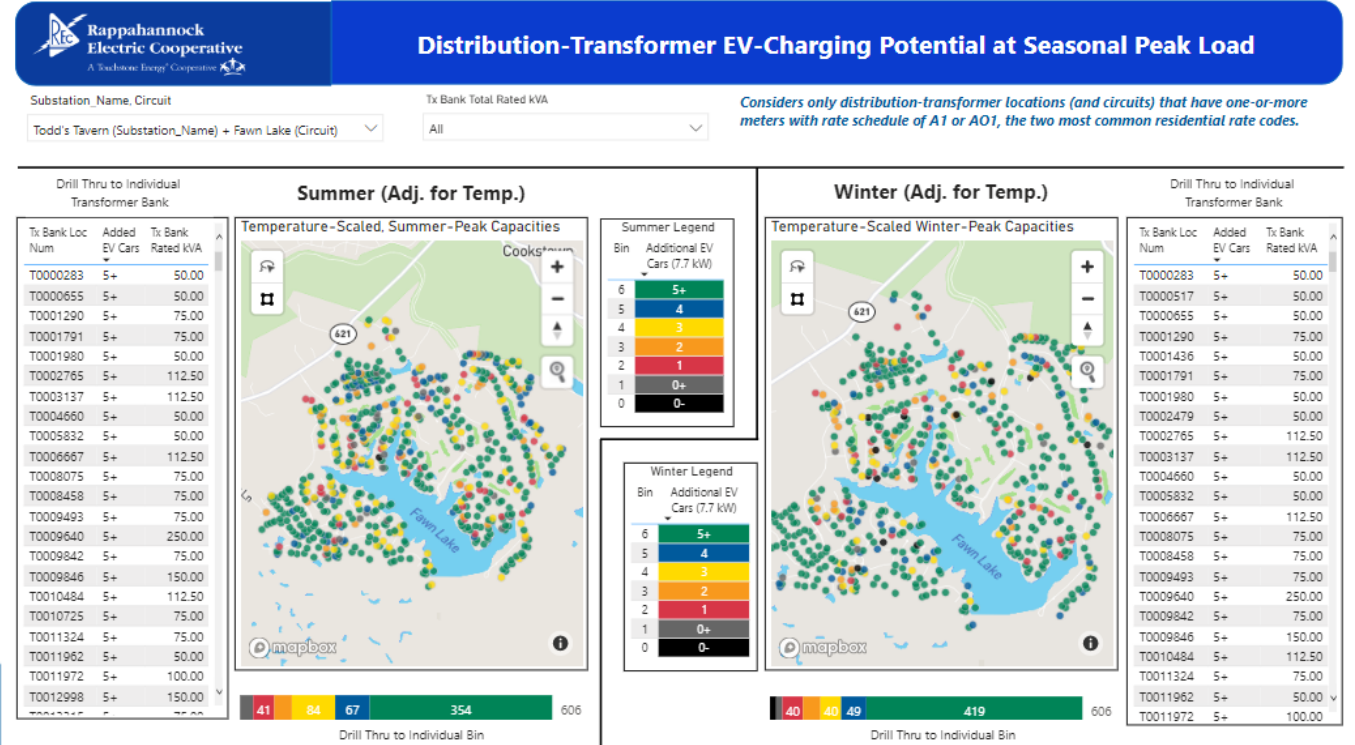 Rappahannock
Electric Cooperative
A Touchstone Energy® Cooperative
REC
Distribution-Transformer EV-Charging Potential at Seasonal Peak Load
Substation_Name, Circuit
Todd's Tavern (Substation_Name) + Fawn Lake (Circuit)
Tx Bank Total Rated kVA
All
Considers only distribution-transformer locations (and circuits) that have one-or-more
meters with rate schedule of A1 or AO1, the two most common residential rate codes.
Drill Thru to Individual
Transformer Bank
Tx Bank Loc Num Added EV Cars Tx Bank Rated kVA
T0000283 5+ 50.00
T0000655 5+ 50.00
T0001290 5+ 75.00
T0001791 5+ 75.00
T0001980 5+ 50.00
T0002765 5+ 112.50
T0003137 5+ 112.50
T0004660 5+ 50.00
T0005832 5+ 50.00
T0006667 5+ 112.50
T0008075 5+ 75.00
T0008458 5+ 75.00
T0009493 5+ 75.00
T0009640 5+ 250.00
T0009842 5+ 75.00
T0009846 5+ 150.00
T0010484 5+ 112.50
T0010725 5+ 75.00
T0011324 5+ 75.00
T0011962 5+ 50.00
T0011972 5+ 100.00
T0012998 5+ 150.00
Summer (Adj. for Temp.)
Temperature-Scaled, Summer-Peak Capacities
621
Fawn Lake
mapbox
41 84 67 354 606
Drill Thru to Individual Bin
Summer Legend
Bin Additional EV Cars (7.7 kW)
6 5+
5 4
4 3
3 2
2 1
1 0+
0 0-
Winter Legend
Bin Additional EV Cars (7.7 kW)
6 5+
5 4
4 3
3 2
2 1
1 0+
0 0-
Winter (Adj. for Temp.)
Temperature-Scaled Winter-Peak Capacities
621
Fawn Lake
mapbox
40 40 49 419 606
Drill Thru to Individual Bin
Drill Thru to Individual
Transformer Bank
Tx Bank Loc Num Added EV Cars Tx Bank Rated kVA
T0000283 5+ 50.00
T0000517 5+ 50.00
T0000655 5+ 50.00
T0001290 5+ 75.00
T0001436 5+ 50.00
T0001791 5+ 75.00
T0001980 5+ 50.00
T0002479 5+ 50.00
T0002765 5+ 112.50
T0003137 5+ 112.50
T0004660 5+ 50.00
T0005832 5+ 50.00
T0006667 5+ 112.50
T0008075 5+ 75.00
T0008458 5+ 75.00
T0009493 5+ 75.00
T0009640 5+ 250.00
T0009842 5+ 75.00
T0009846 5+ 150.00
T0010484 5+ 112.50
T0011324 5+ 75.00
T0011962 5+ 50.00
T0011972 5+ 100.00